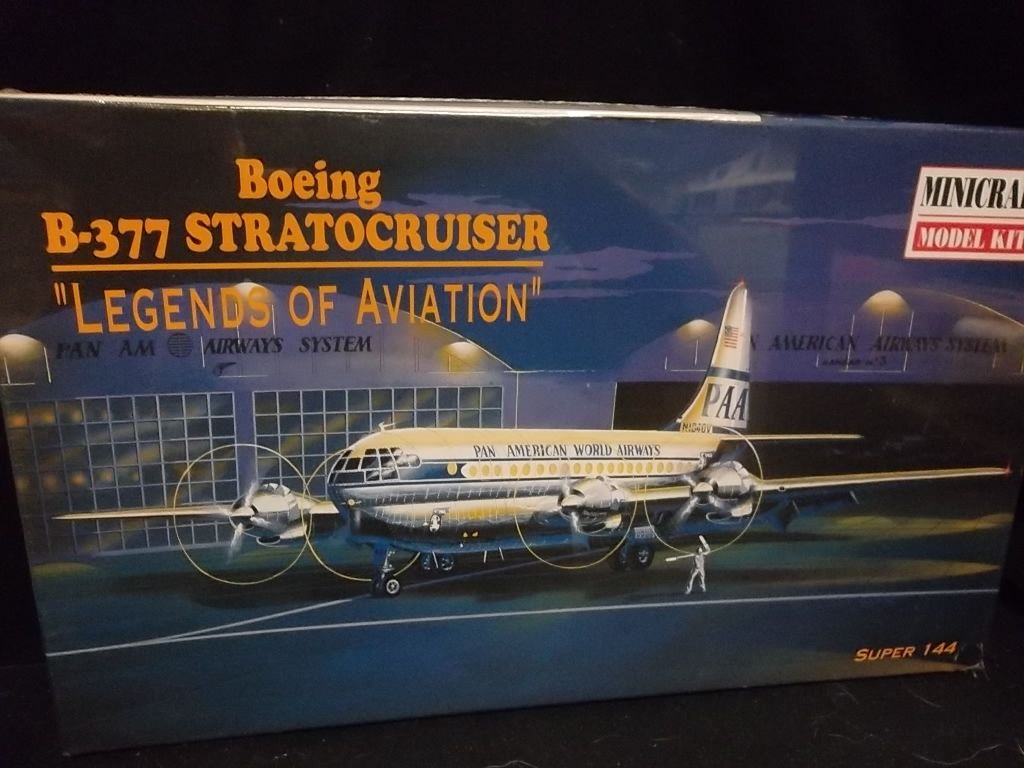 Boeing
B-377 STRATOCRUISER
"LEGENDS OF AVIATION"
MINICRA
MODEL KIT
PAN AM AIRWAYS SYSTEM
N AMERICAN AIRWAYS SYSTEM
PAA
N1040V
PAN AMERICAN WORLD AIRWAYS
SUPER 144